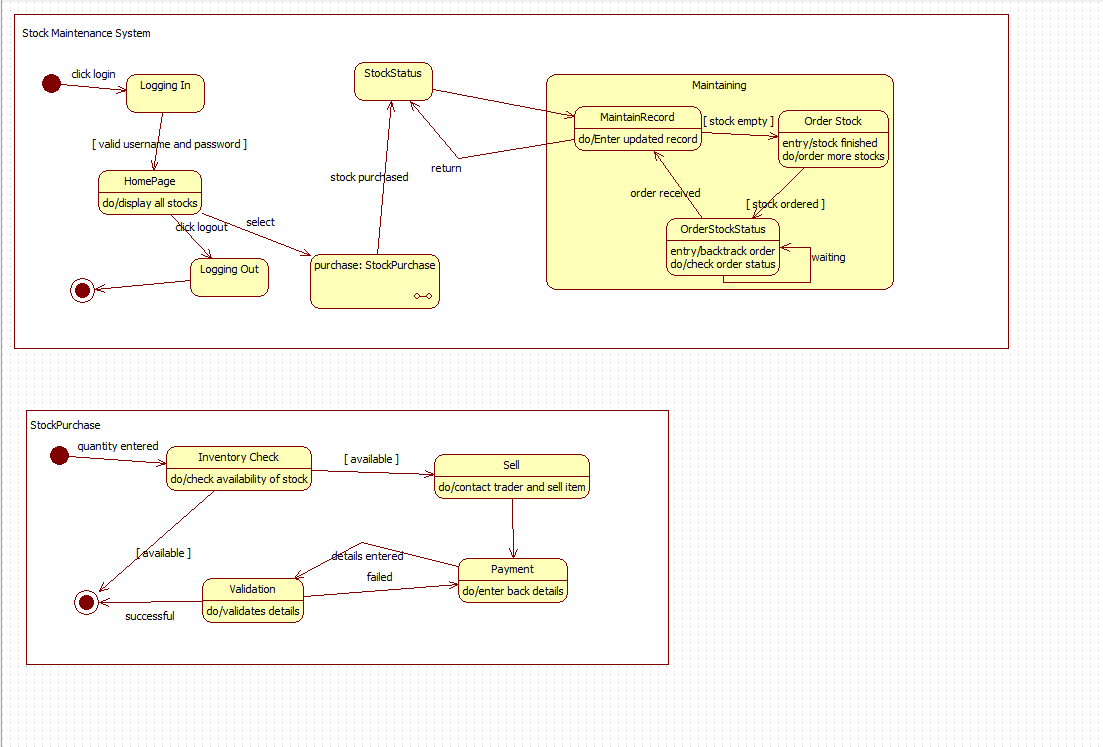 Stock Maintenance System
click login
Logging In
[ valid username and password ]
HomePage
do/display all stocks
click logout
select
Logging Out
purchase: StockPurchase
stock purchased
StockStatus
return
Maintaining
MaintainRecord
do/Enter updated record
[ stock empty ]
Order Stock
entry/stock finished
do/order more stocks
order received
[ stock ordered ]
OrderStockStatus
entry/backtrack order
do/check order status
waiting
StockPurchase
quantity entered
Inventory Check
do/check availability of stock
[ available ]
Sell
do/contact trader and sell item
[ available ]
details entered
Payment
do/enter back details
failed
Validation
do/validates details
successful